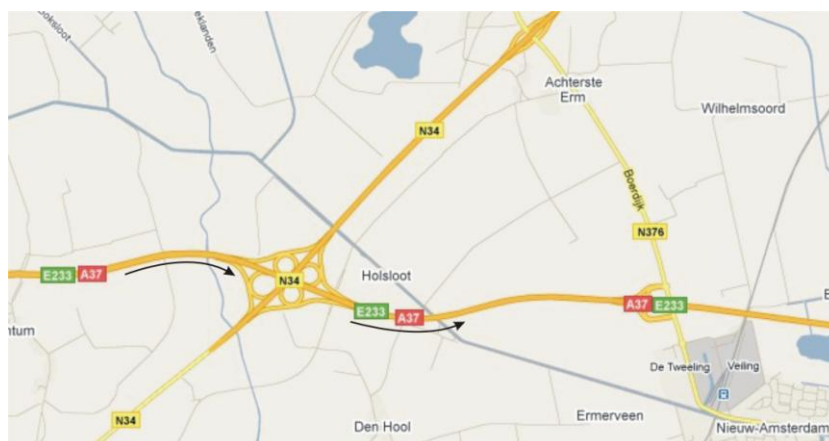 Achterste
Erm
Wilhelmsoord
N34
Boerdijk
N376
E233 A37
N34
Holsloot
E233 A37
A37 E233
De Tweeling
Veiling
N34
Den Hool
Ermerveen
Nieuw-Amsterdam